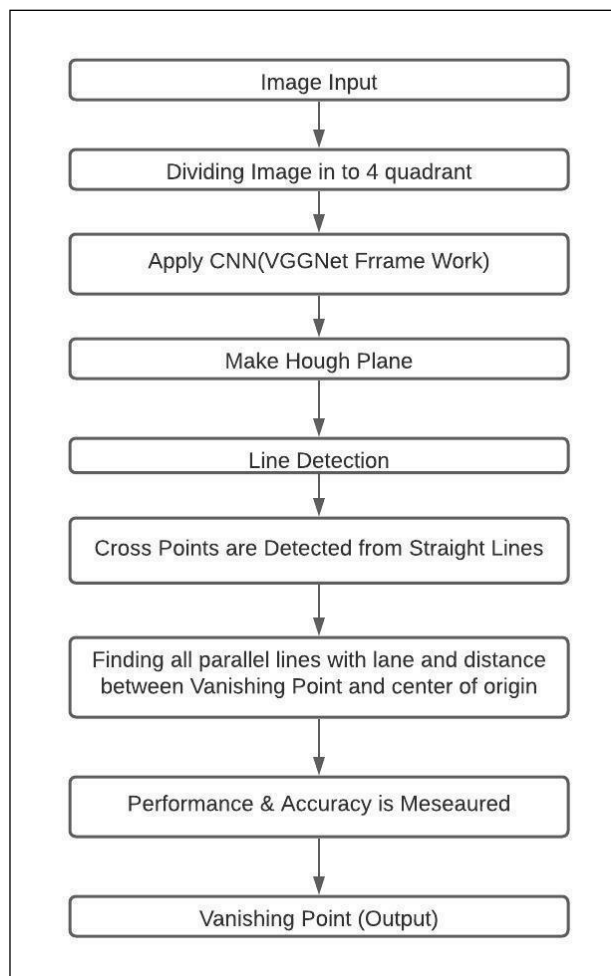 Image Input
Dividing Image in to 4 quadrant
Apply CNN(VGGNet Frrame Work)
Make Hough Plane
Line Detection
Cross Points are Detected from Straight Lines
Finding all parallel lines with lane and distance
between Vanishing Point and center of origin
Performance & Accuracy is Meseaured
Vanishing Point (Output)